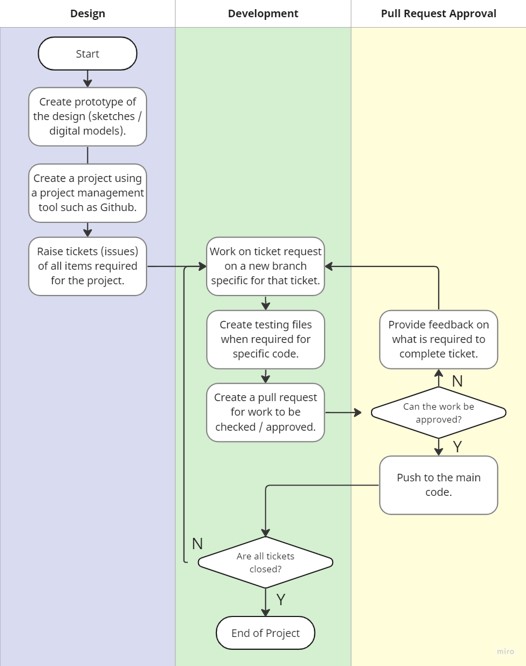 Design
Development
Pull Request Approval
Start
Create prototype of
the design (sketches /
digital models).
Create a project using
a project management
tool such as Github.
Raise tickets (issues)
of all items required
for the project.
Work on ticket request
on a new branch
specific for that ticket.
Create testing files
when required for
specific code.
Create a pull request
for work to be
checked / approved.
Provide feedback on
what is required to
complete ticket.
N
Can the work be
approved?
Y
Push to the main
code.
N
Are all tickets
closed?
Y
End of Project
miro